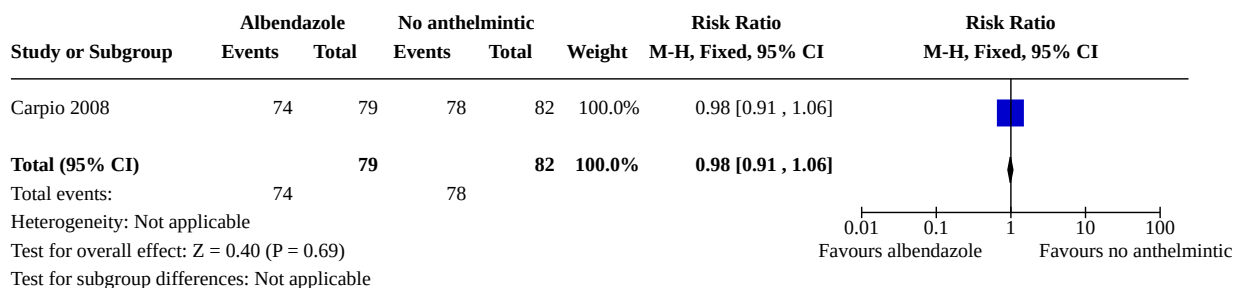 Albendazole No anthelmintic Risk Ratio Risk Ratio
Study or Subgroup Events Total Events Total Weight M-H, Fixed, 95% CI M-H, Fixed, 95% CI
Carpio 2008 74 79 78 82 100.0% 0.98 [0.91 , 1.06]
Total (95% CI) 79 82 100.0% 0.98 [0.91 , 1.06]
Total events: 74 78
Heterogeneity: Not applicable
0.01 0.1 1 10 100
Test for overall effect: Z = 0.40 (P = 0.69)
Favours albendazole Favours no anthelmintic
Test for subgroup differences: Not applicable